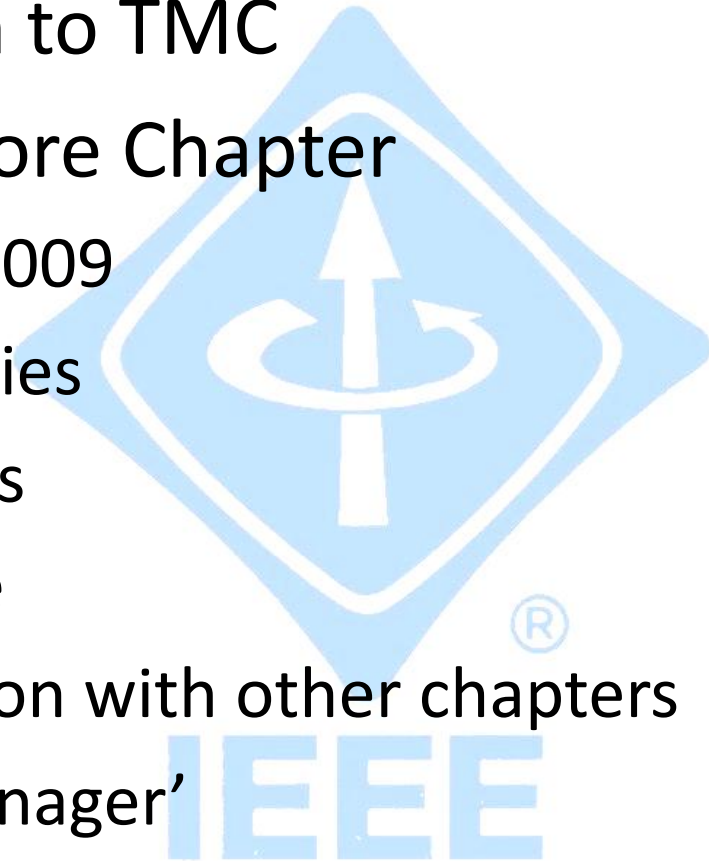 to TMC
ore Chapter
009
ies
s
on with other chapters
nager’
®
IEEE